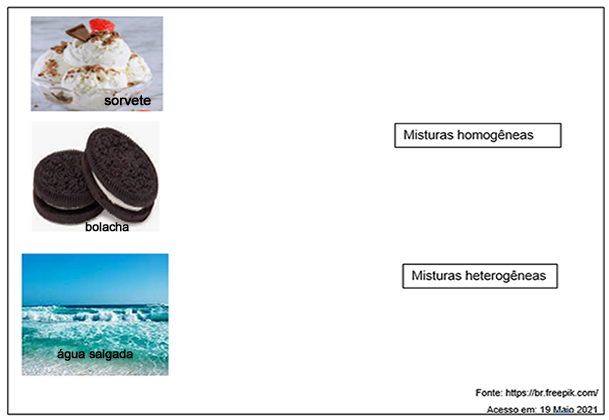 sorvete
Misturas homogêneas
bolacha
Misturas heterogêneas
água salgada
Fonte: https://br.freepik.com/
Acesso em: 19 Maio 2021